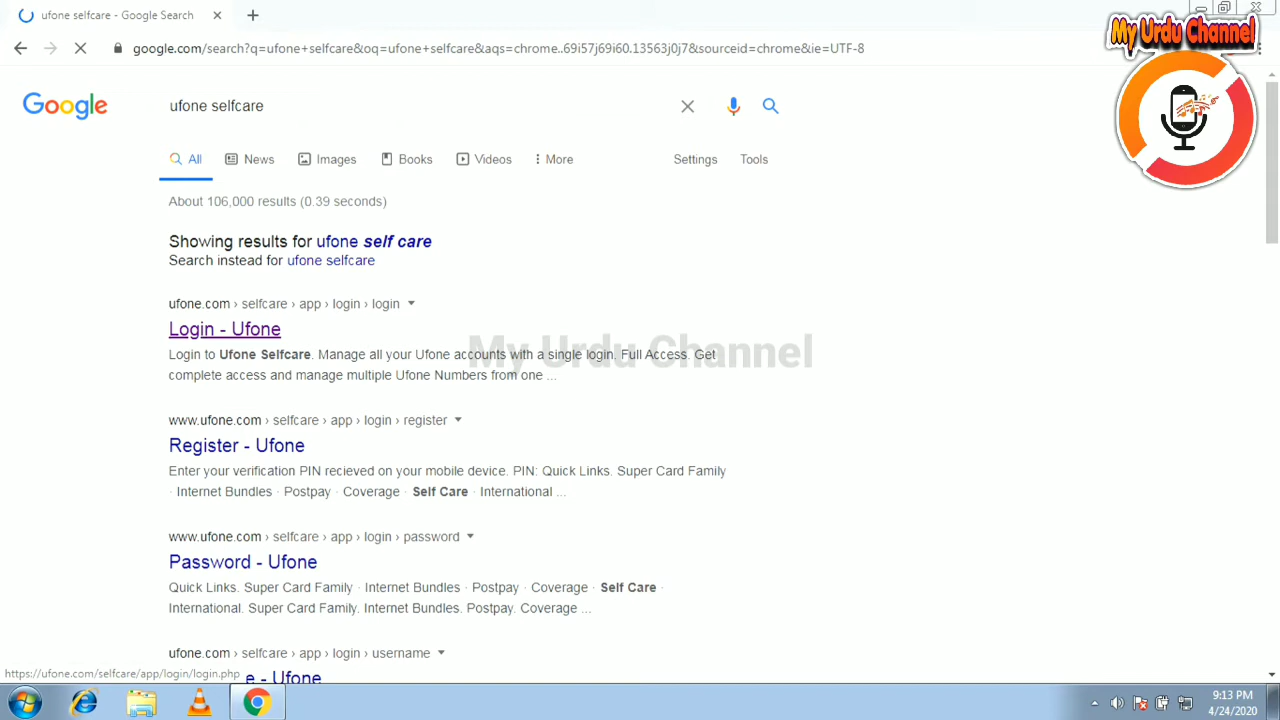 ufone selfcare - Google Search
My Urdu Channel
google.com/search?q=ufone+selfcare&oq=ufone+selfcare&aqs=chrome..69i57j69i60.13563j0j7&sourceid=chrome&ie=UTF-8
Google
ufone selfcare
All News Images Books Videos More Settings Tools
About 106,000 results (0.39 seconds)
Showing results for ufone self care
Search instead for ufone selfcare
ufone.com › selfcare › app › login › login
Login - Ufone
My Urdu Channel
Login to Ufone Selfcare. Manage all your Ufone accounts with a single login. Full Access. Get
complete access and manage multiple Ufone Numbers from one ...
www.ufone.com › selfcare › app › login › register
Register - Ufone
Enter your verification PIN recieved on your mobile device. PIN: Quick Links. Super Card Family
· Internet Bundles · Postpay · Coverage · Self Care · International ...
www.ufone.com › selfcare › app › login › password
Password - Ufone
Quick Links. Super Card Family · Internet Bundles · Postpay · Coverage · Self Care ·
International. Super Card Family. Internet Bundles. Postpay. Coverage ...
ufone.com › selfcare › app › login › username
https://ufone.com/selfcare/app/login/login.php
e - Ufone
9:13 PM
4/24/2020